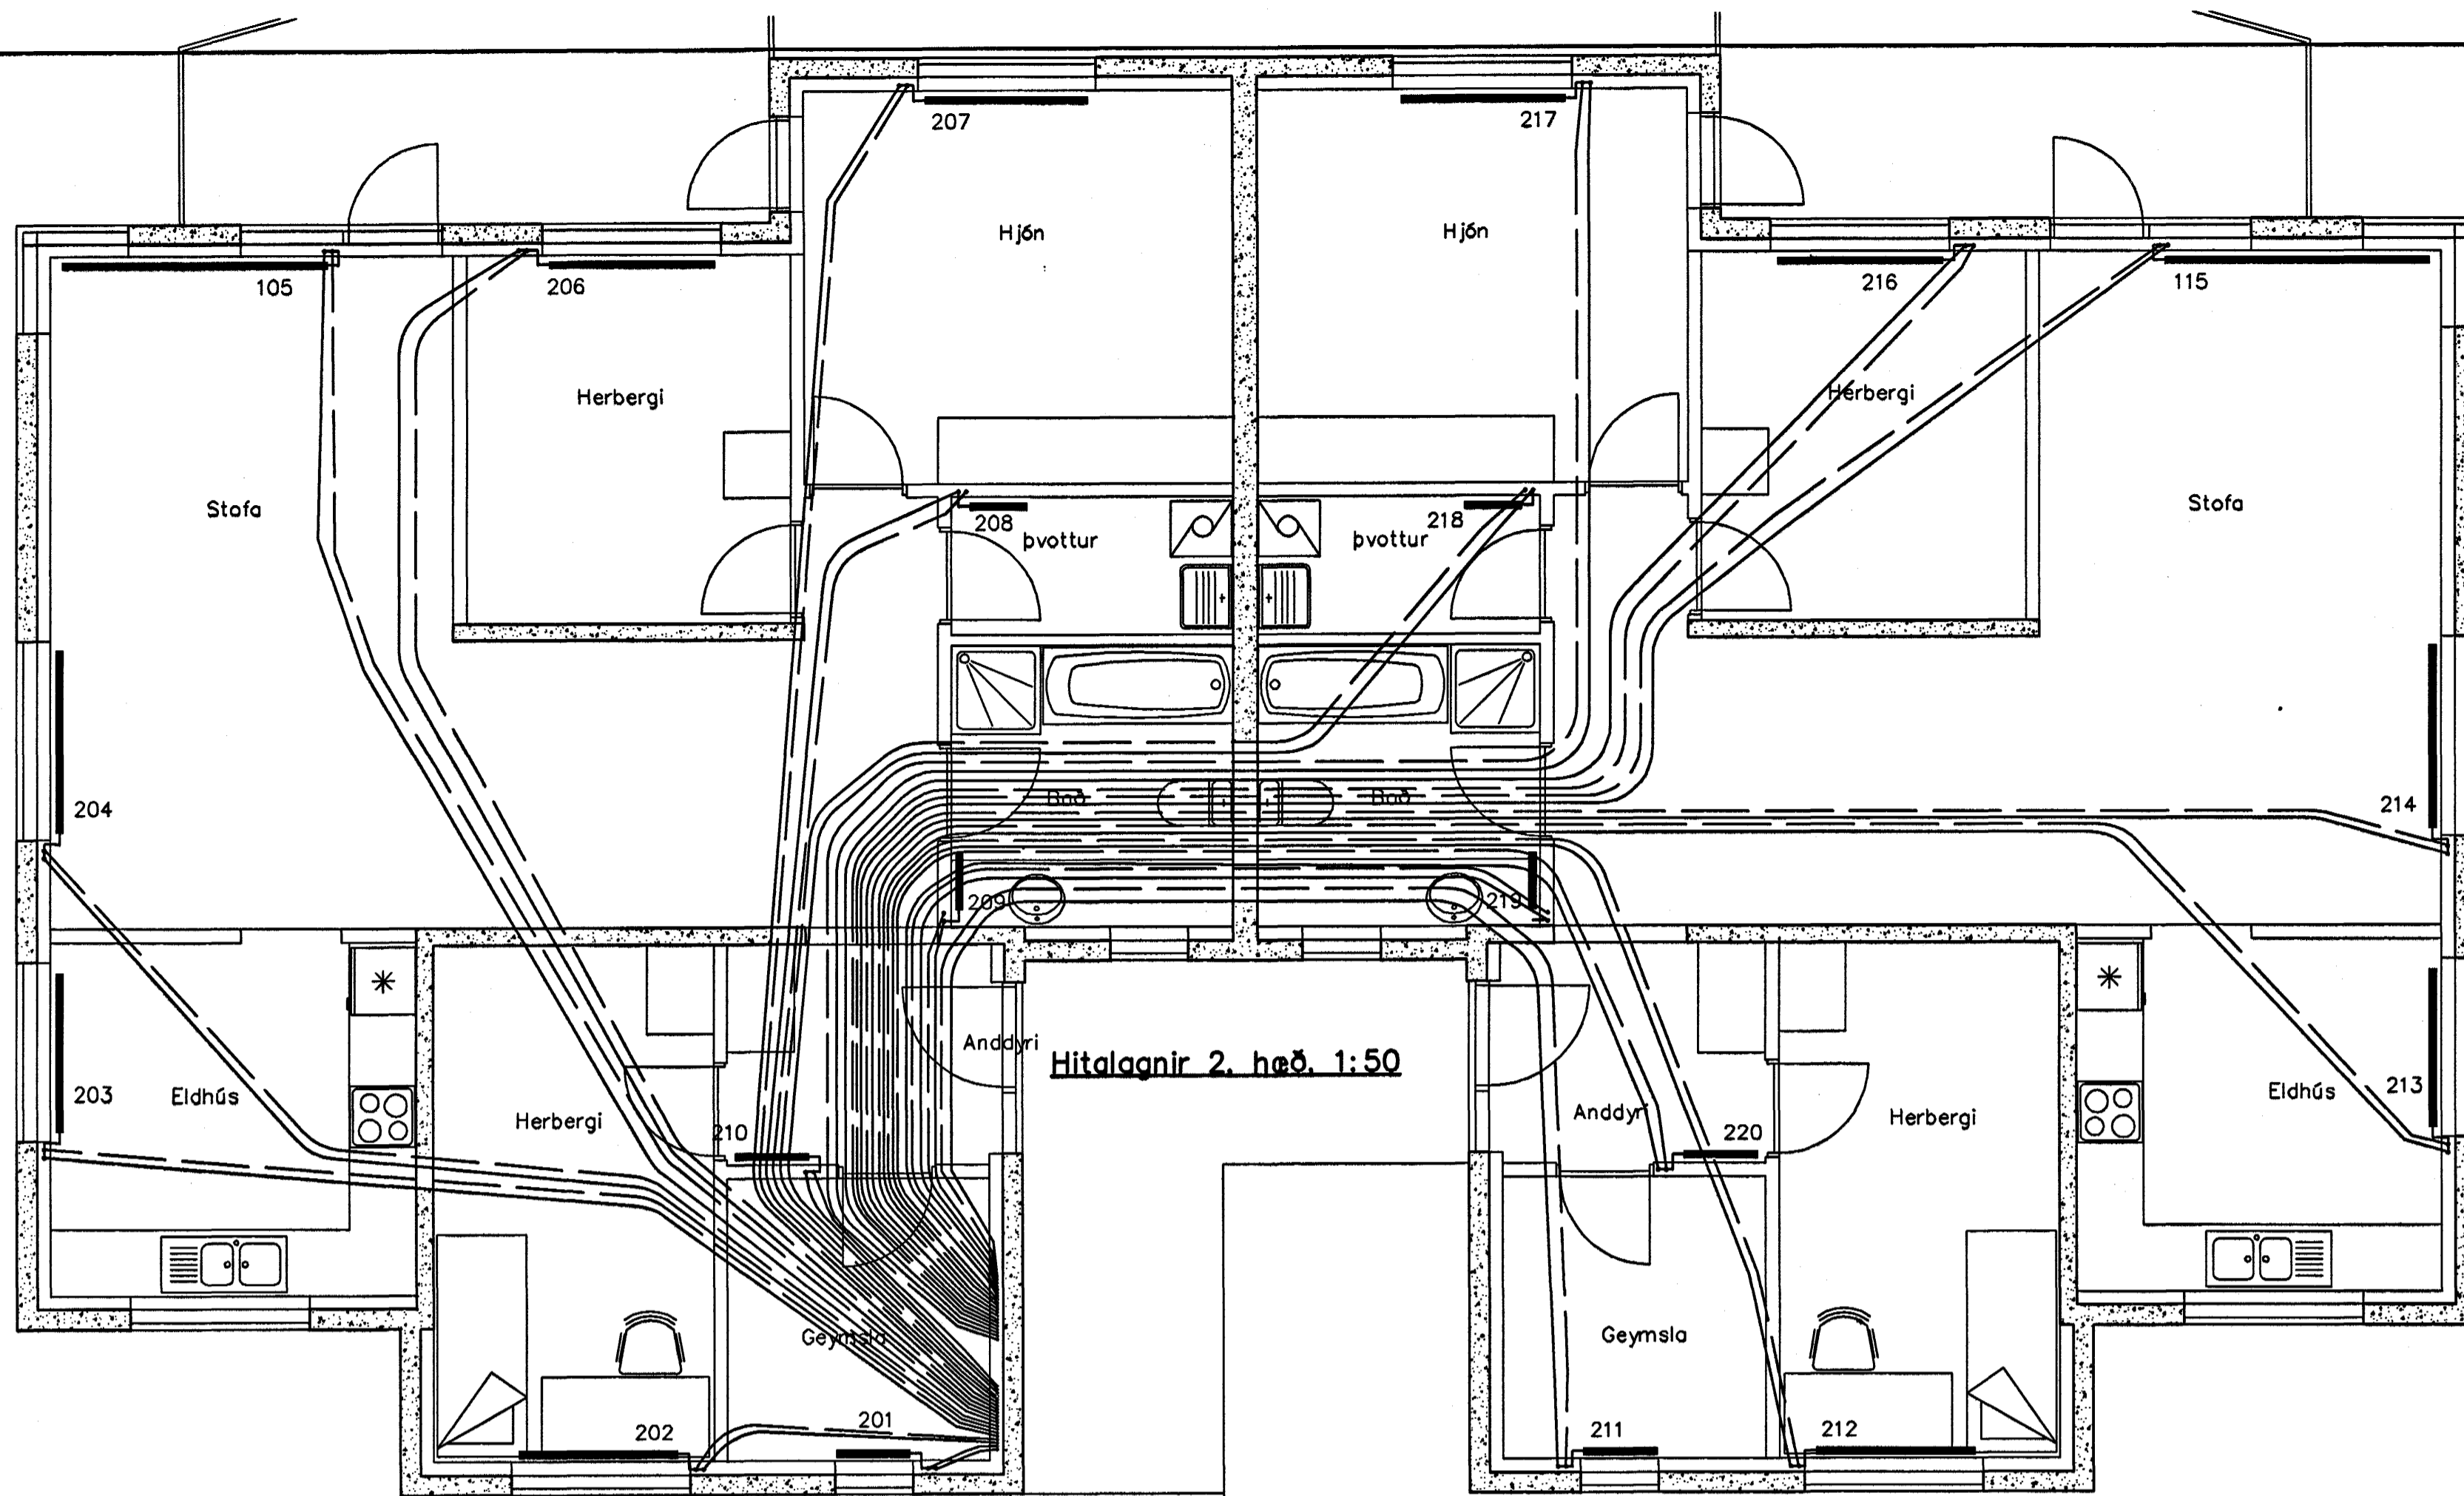 207
217
Hjón
Hjón
105
206
216
115
Herbergi
Herbergi
Stofa
208
þvottur
218
þvottur
Stofa
204
Bað
Bað
214
209
219
203
Eldhús
Herbergi
210
Anddyri
Hitalagnir 2. hæð. 1:50
Anddyri
220
Herbergi
Eldhús
213
Geymsla
Geymsla
202
201
211
212